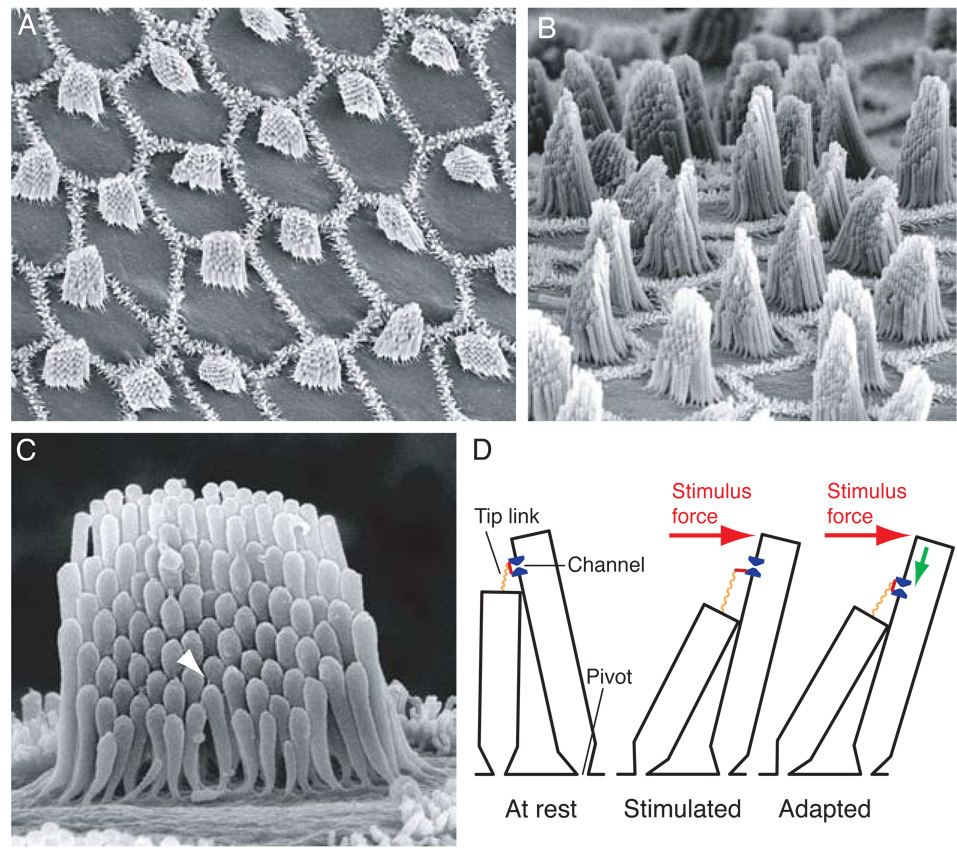 A
B
C
D
Stimulus
force
Stimulus
force
Tip link
Channel
Pivot
At rest
Stimulated
Adapted